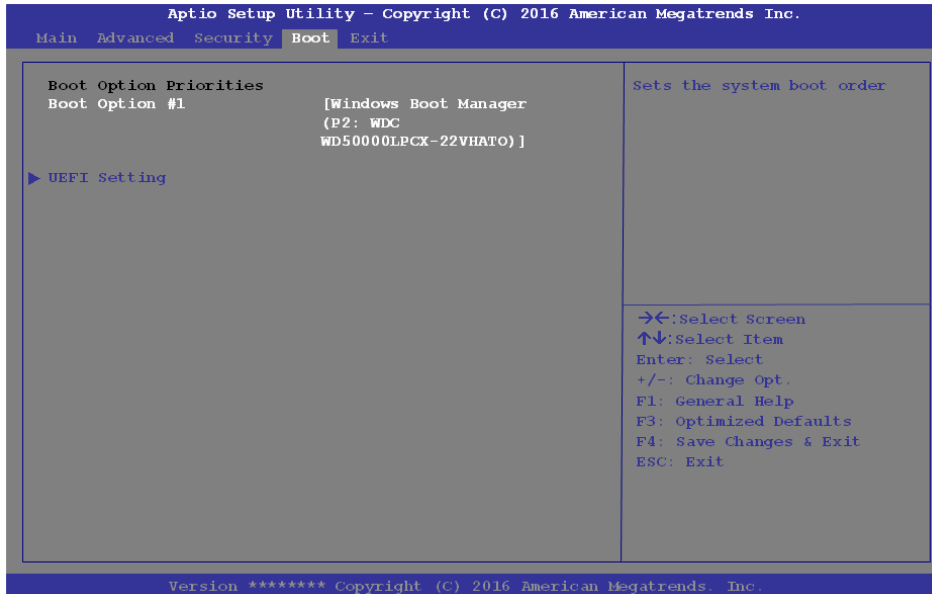 Aptio Setup Utility – Copyright (C) 2016 American Megatrends Inc.
Main Advanced Security Boot Exit
Boot Option Priorities
Boot Option #1 [Windows Boot Manager
(P2: WDC
WD50000LPCX-22VHATO)]
▶ UEFI Setting
Sets the system boot order
→←:Select Screen
↑↓:Select Item
Enter: Select
+/-: Change Opt.
F1: General Help
F3: Optimized Defaults
F4: Save Changes & Exit
ESC: Exit
Version ******** Copyright (C) 2016 American Megatrends. Inc.